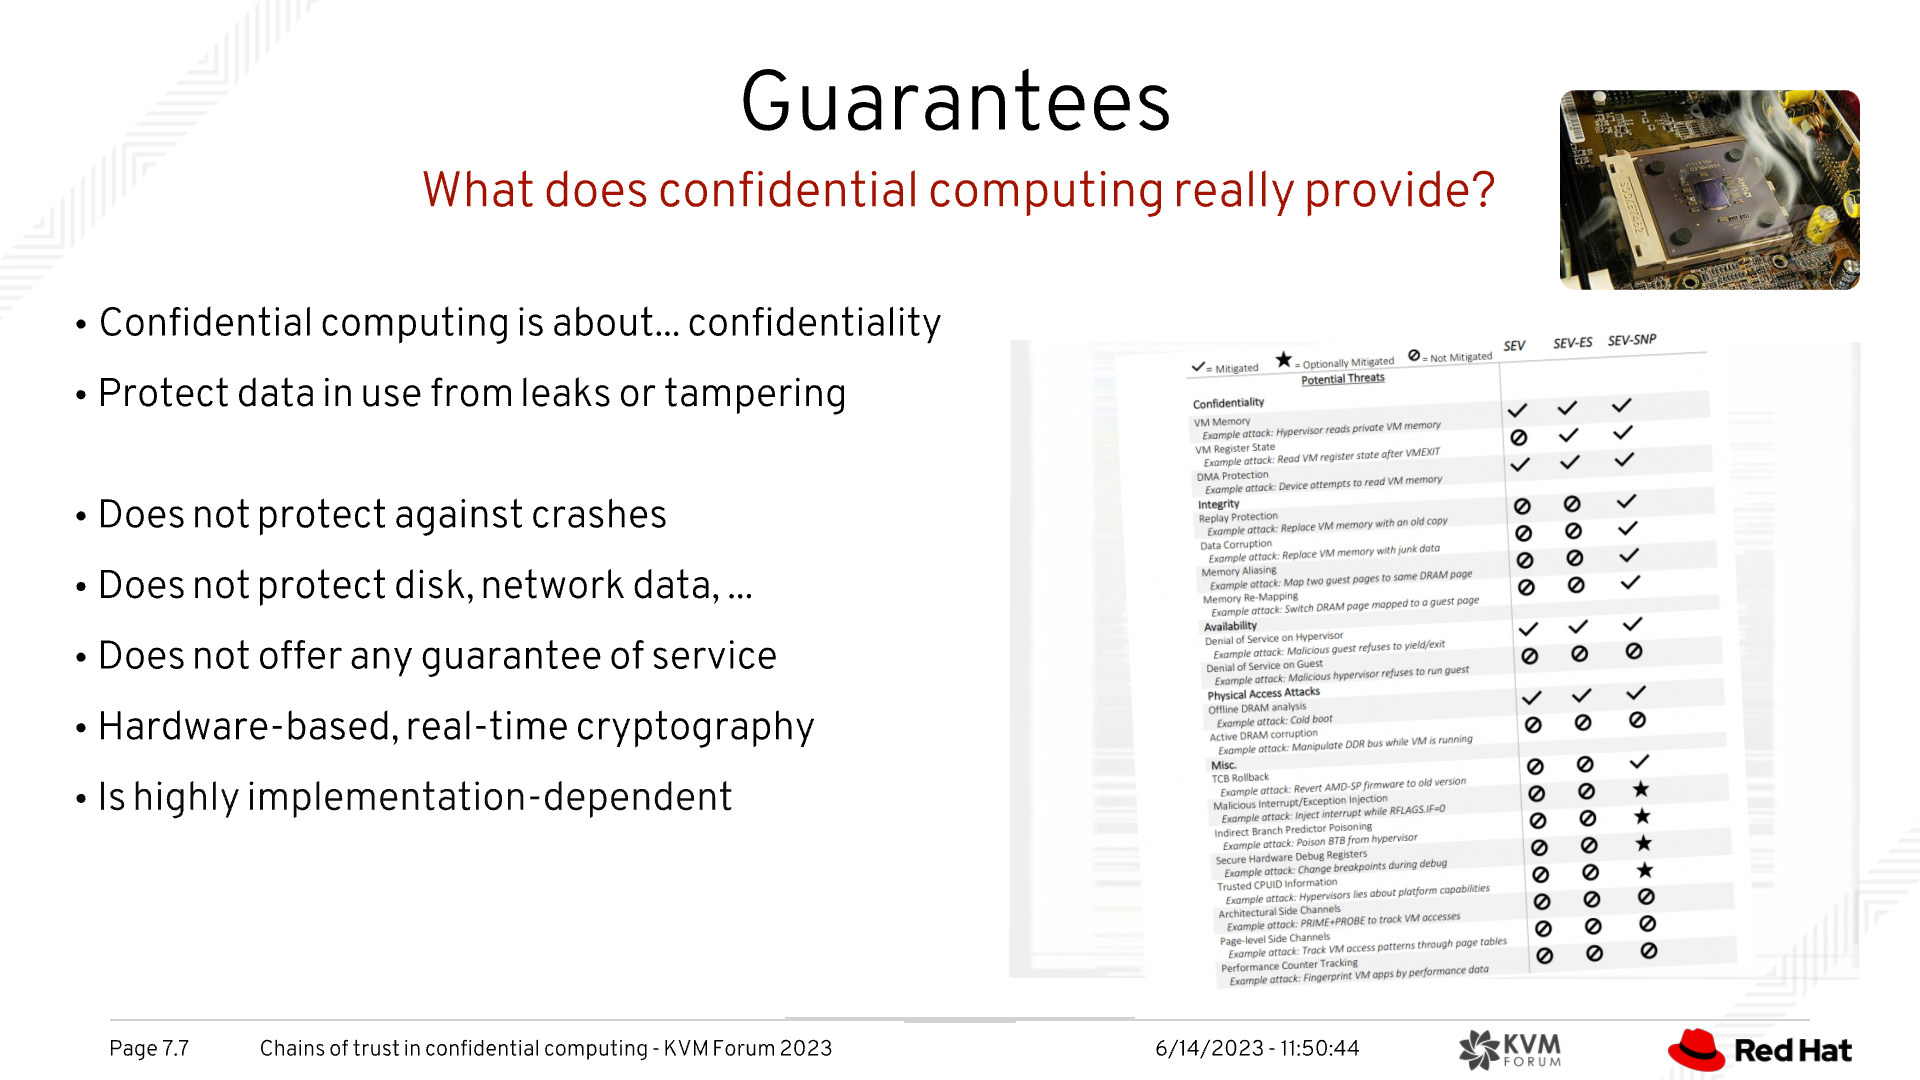 Guarantees
What does confidential computing really provide?
• Confidential computing is about... confidentiality
• Protect data in use from leaks or tampering
• Does not protect against crashes
• Does not protect disk, network data, ...
• Does not offer any guarantee of service
• Hardware-based, real-time cryptography
• Is highly implementation-dependent
✓ = Mitigated ★ = Optionally Mitigated ⊘ = Not Mitigated SEV SEV-ES SEV-SNP
Potential Threats
Confidentiality
VM Memory ✓ ✓ ✓
Example attack: Hypervisor reads private VM memory
VM Register State ⊘ ✓ ✓
Example attack: Read VM register state after VMEXIT
DMA Protection ✓ ✓ ✓
Example attack: Device attempts to read VM memory
Integrity
Replay Protection ⊘ ⊘ ✓
Example attack: Replace VM memory with an old copy
Data Corruption ⊘ ⊘ ✓
Example attack: Replace VM memory with junk data
Memory Aliasing ⊘ ⊘ ✓
Example attack: Map two guest pages to same DRAM page
Memory Re-Mapping ⊘ ⊘ ✓
Example attack: Switch DRAM page mapped to a guest page
Availability
Denial of Service on Hypervisor ✓ ✓ ✓
Example attack: Malicious guest refuses to yield/exit
Denial of Service on Guest ⊘ ⊘ ⊘
Example attack: Malicious hypervisor refuses to run guest
Physical Access Attacks
Offline DRAM analysis ✓ ✓ ✓
Example attack: Cold boot
Active DRAM corruption ⊘ ⊘ ⊘
Example attack: Manipulate DDR bus while VM is running
Misc.
TCB Rollback ⊘ ⊘ ✓
Example attack: Revert AMD-SP firmware to old version
Malicious Interrupt/Exception Injection ⊘ ⊘ ★
Example attack: Inject interrupt while RFLAGS.IF=0
Indirect Branch Predictor Poisoning ⊘ ⊘ ★
Example attack: Poison BTB from hypervisor
Secure Hardware Debug Registers ⊘ ⊘ ★
Example attack: Change breakpoints during debug
Trusted CPUID Information ⊘ ⊘ ★
Example attack: Hypervisors lies about platform capabilities
Architectural Side Channels ⊘ ⊘ ⊘
Example attack: PRIME+PROBE to track VM accesses
Page-level Side Channels ⊘ ⊘ ⊘
Example attack: Track VM access patterns through page tables
Performance Counter Tracking ⊘ ⊘ ⊘
Example attack: Fingerprint VM apps by performance data
Page 7.7 Chains of trust in confidential computing - KVM Forum 2023 6/14/2023 - 11:50:44
KVM
FORUM
Red Hat